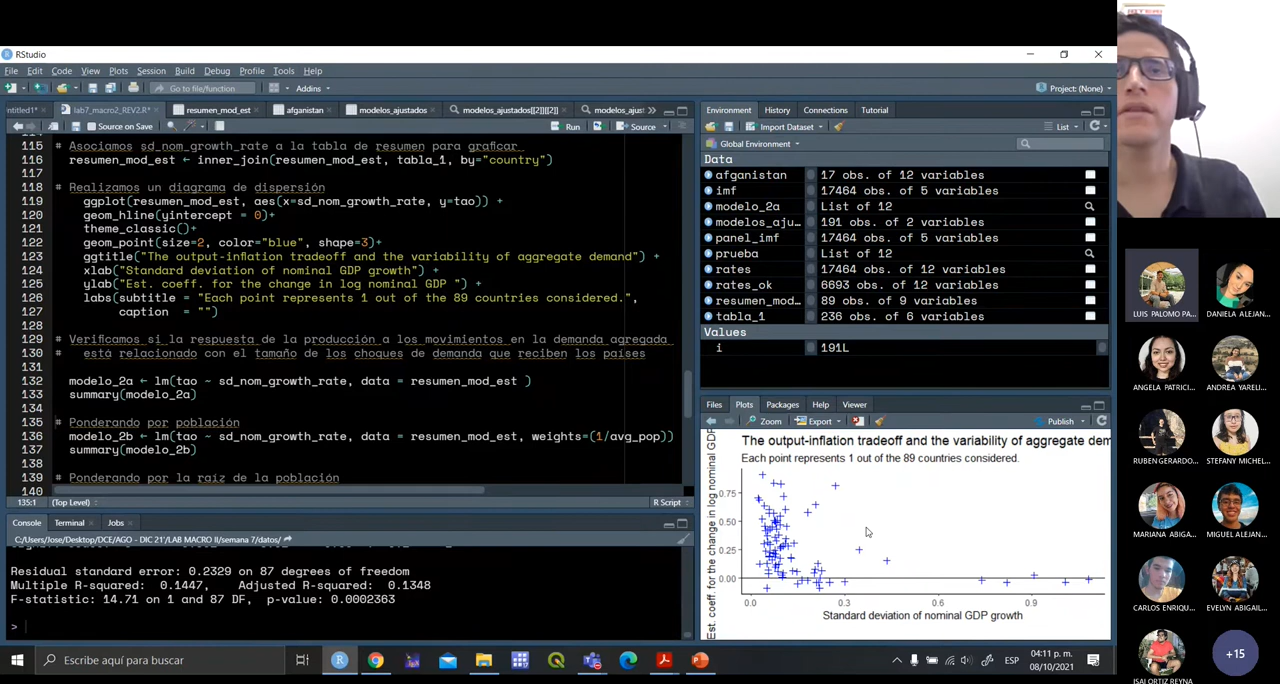 RStudio
File Edit Code View Plots Session Build Debug Profile Tools Help
Go to file/function
Addins
Project: (None)
ntitled1*
lab7_macro2_REV2.R*
resumen_mod_est
afganistan
modelos_ajustados
modelos_ajustados[[2]][[2]]
modelos_ajus
Source on Save
Run
Source
115 # Asociamos sd_nom_growth_rate a la tabla de resumen para graficar
116 resumen_mod_est ← inner_join(resumen_mod_est, tabla_1, by="country")
117
118 # Realizamos un diagrama de dispersión
119 ggplot(resumen_mod_est, aes(x=sd_nom_growth_rate, y=tao)) +
120 geom_hline(yintercept = 0)+
121 theme_classic()+
122 geom_point(size=2, color="blue", shape=3)+
123 ggtitle("The output-inflation tradeoff and the variability of aggregate demand") +
124 xlab("Standard deviation of nominal GDP growth") +
125 ylab("Est. coeff. for the change in log nominal GDP ") +
126 labs(subtitle = "Each point represents 1 out of the 89 countries considered.",
127 caption = "")
128
129 # Verificamos si la respuesta de la producción a los movimientos en la demanda agregada
130 # está relacionado con el tamaño de los choques de demanda que reciben los países
131
132 modelo_2a ← lm(tao ~ sd_nom_growth_rate, data = resumen_mod_est )
133 summary(modelo_2a)
134
135 # Ponderando por población
136 modelo_2b ← lm(tao ~ sd_nom_growth_rate, data = resumen_mod_est, weights=(1/avg_pop))
137 summary(modelo_2b)
138
139 # Ponderando por la raíz de la población
140
135:1 (Top Level)
R Script
Console Terminal Jobs
C:/Users/Jose/Desktop/DCE/AGO - DIC 21'/LAB MACRO II/semana 7/datos/
Residual standard error: 0.2329 on 87 degrees of freedom
Multiple R-squared: 0.1447, Adjusted R-squared: 0.1348
F-statistic: 14.71 on 1 and 87 DF, p-value: 0.0002363
>
Environment History Connections Tutorial
Import Dataset
List
Global Environment
Data
afganistan 17 obs. of 12 variables
imf 17464 obs. of 5 variables
modelo_2a List of 12
modelos_aju… 191 obs. of 2 variables
panel_imf 17464 obs. of 5 variables
prueba List of 12
rates 17464 obs. of 12 variables
rates_ok 6693 obs. of 12 variables
resumen_mod… 89 obs. of 9 variables
tabla_1 236 obs. of 6 variables
Values
i 191L
Files Plots Packages Help Viewer
Zoom Export Publish
The output-inflation tradeoff and the variability of aggregate dem
Each point represents 1 out of the 89 countries considered.
Est. coeff. for the change in log nominal GDP
0.75
0.50
0.25
0.00
0.0 0.3 0.6 0.9
Standard deviation of nominal GDP growth
LUIS PALOMO PA...
DANIELA ALEJAN...
ANGELA PATRICI...
ANDREA YARELI...
RUBEN GERARDO...
STEFANY MICHEL...
MARIANA ABIGA...
MIGUEL ALEJAN...
CARLOS ENRIQU...
EVELYN ABIGAIL...
ISAI ORTIZ REYNA
+15
Escribe aquí para buscar
ESP
04:11 p. m.
08/10/2021